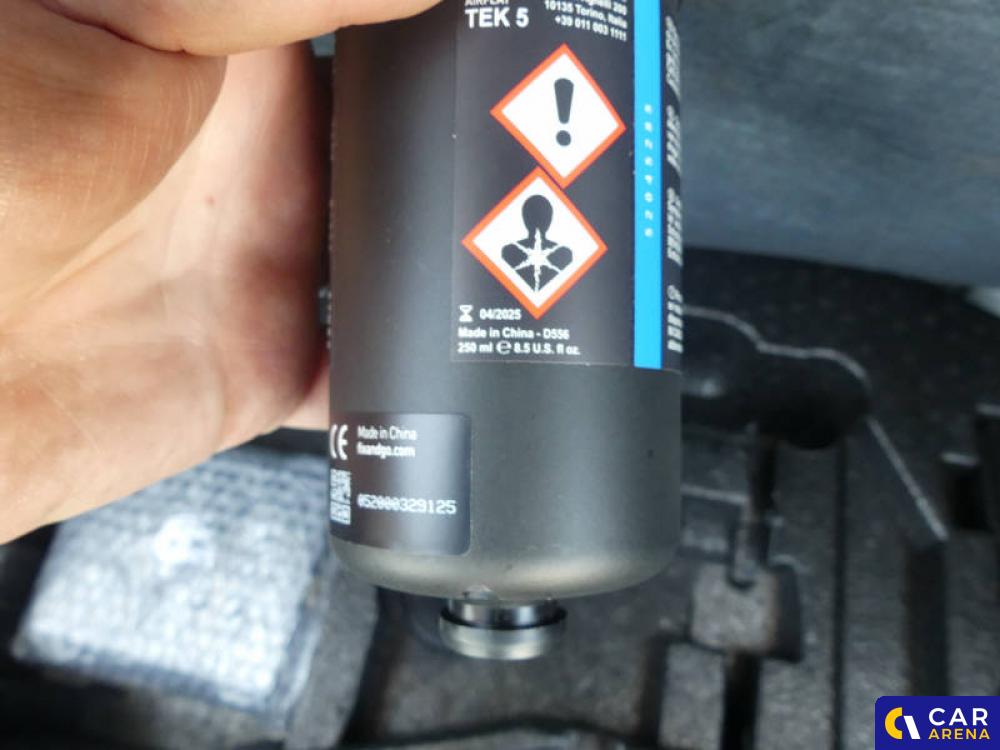 TEK 5
10135 Torino, Italia
+39 011 003 1111
04/2025
Made in China - D556
250 ml ℮ 8.5 U.S. fl oz.
CE
Made in China
fixandgo.com
052000329125
CAR
ARENA